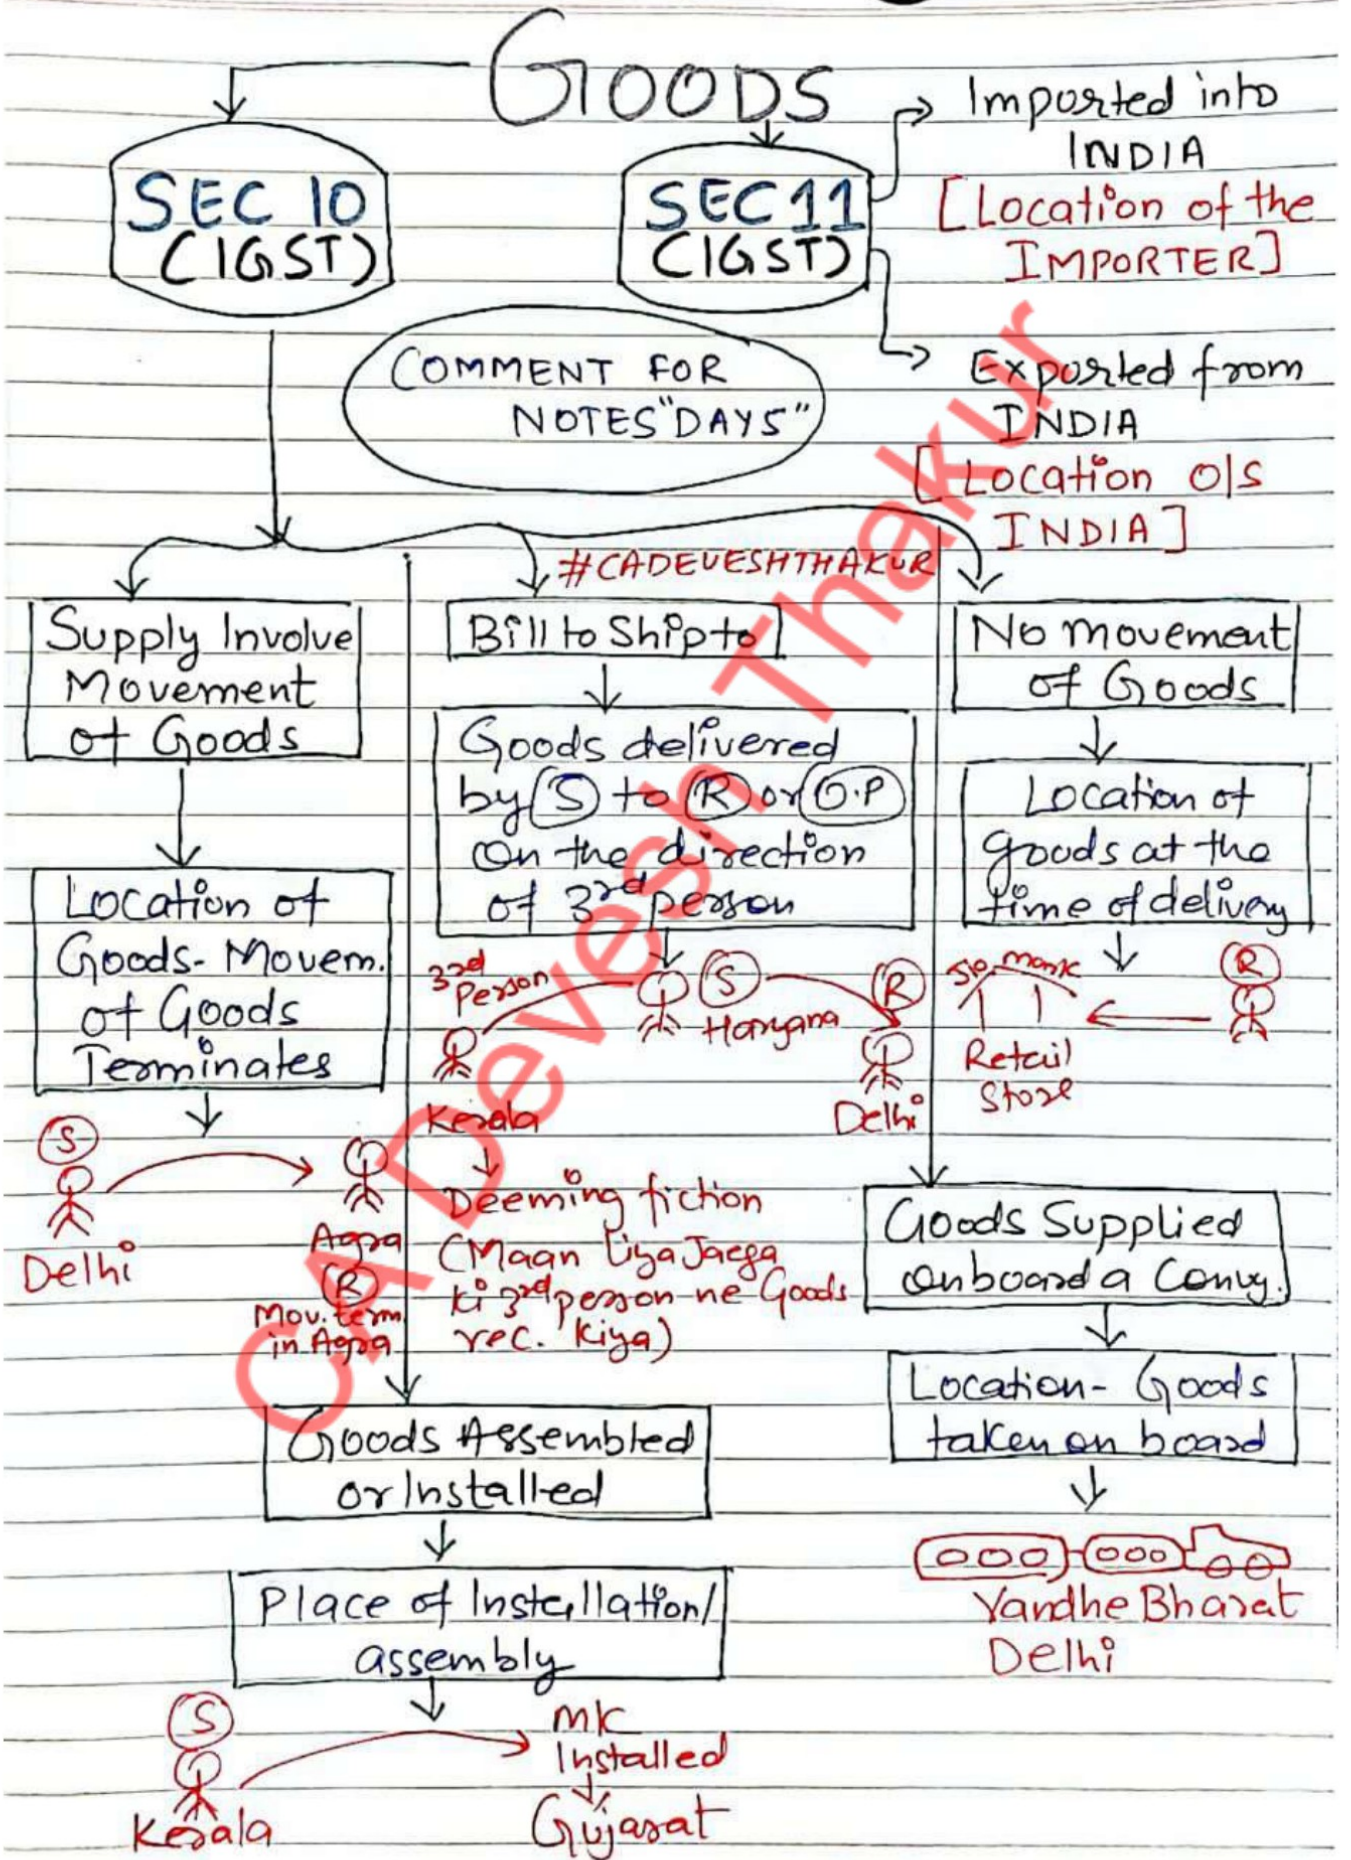 GOODS
SEC 10
(IGST)
SEC 11
(IGST)
Imported into
INDIA
[Location of the
IMPORTER]
Exported from
INDIA
[Location O/S
INDIA]
COMMENT FOR
NOTES "DAYS"
#CADEVESHTHAKUR
Supply Involve
Movement
of Goods
Location of
Goods- Movem.
of Goods
Terminates
S
Delhi
Agra
R
Mov. term.
in Agra
Bill to Ship to
Goods delivered
by S to R or O.P
On the direction
of 3rd person
3rd
Person
Kerala
S
Haryana
R
Delhi
Deeming fiction
(Maan liya Jaega
ki 3rd person ne Goods
rec. kiya)
No movement
of Goods
Location of
goods at the
time of delivery
R
Retail
Store
Goods Supplied
onboard a Convy.
Location- Goods
taken on board
Vandhe Bharat
Delhi
Goods Assembled
or Installed
Place of Installation/
assembly
S
Kerala
MK
Installed
Gujarat
CA Devesh Thakur